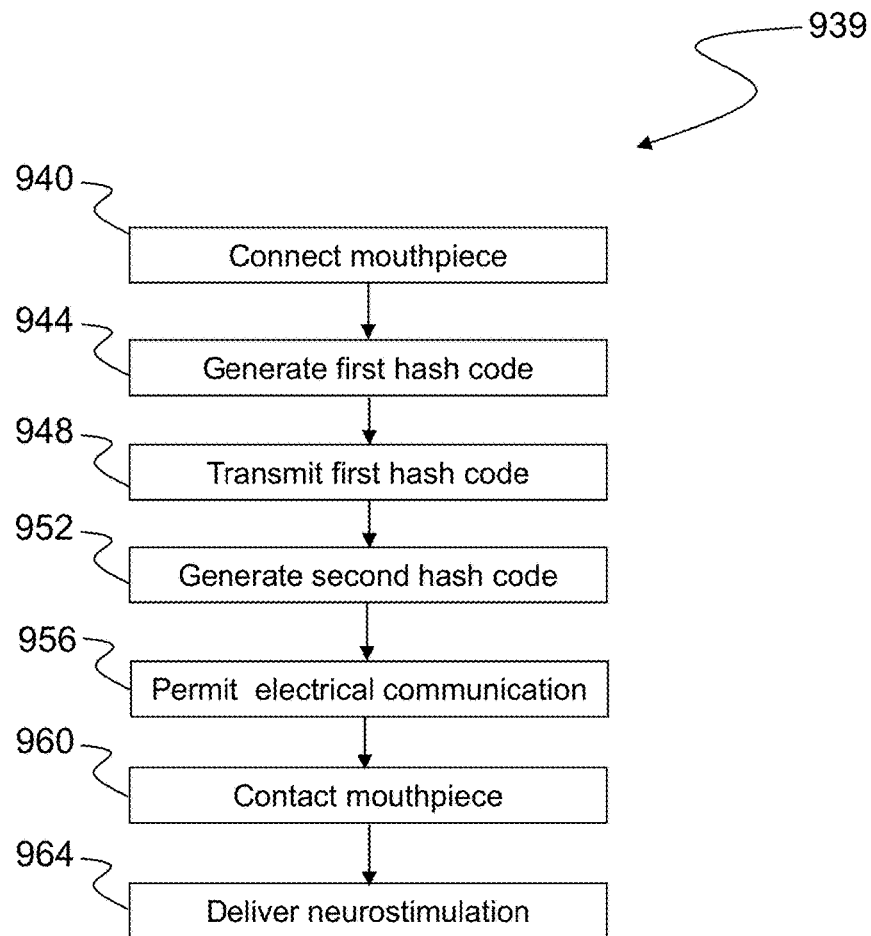 939
940
Connect mouthpiece
944
Generate first hash code
948
Transmit first hash code
952
Generate second hash code
956
Permit electrical communication
960
Contact mouthpiece
964
Deliver neurostimulation